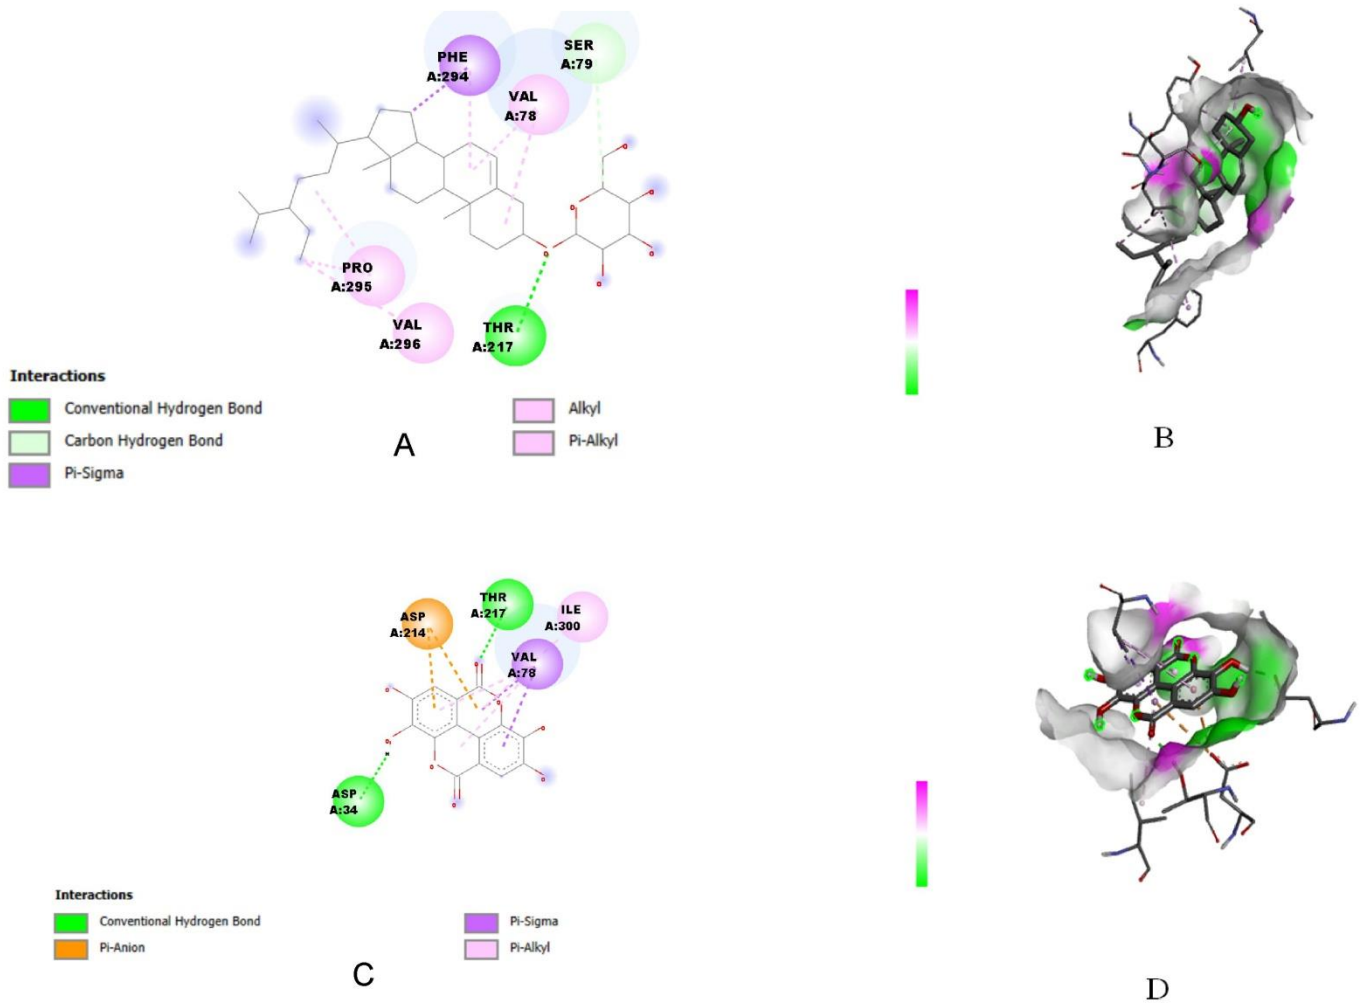 PHE
A:294
SER
A:79
VAL
A:78
PRO
A:295
VAL
A:296
THR
A:217
Interactions
Conventional Hydrogen Bond
Carbon Hydrogen Bond
Pi-Sigma
Alkyl
Pi-Alkyl
A
B
ASP
A:214
THR
A:217
ILE
A:300
VAL
A:78
ASP
A:34
Interactions
Conventional Hydrogen Bond
Pi-Anion
Pi-Sigma
Pi-Alkyl
C
D